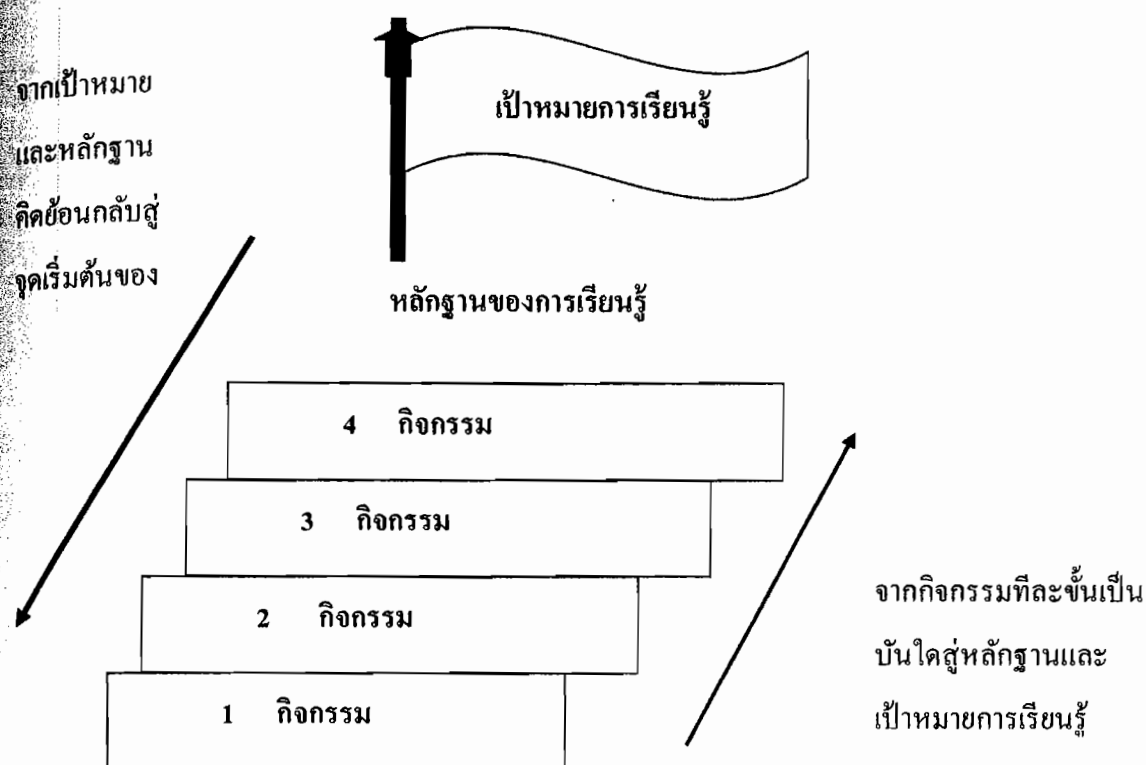 จากเป้าหมาย
และหลักฐาน
คิดย้อนกลับสู่
จุดเริ่มต้นของ
เป้าหมายการเรียนรู้
หลักฐานของการเรียนรู้
4 กิจกรรม
3 กิจกรรม
2 กิจกรรม
1 กิจกรรม
จากกิจกรรมทีละขั้นเป็น
บันใดสู่หลักฐานและ
เป้าหมายการเรียนรู้